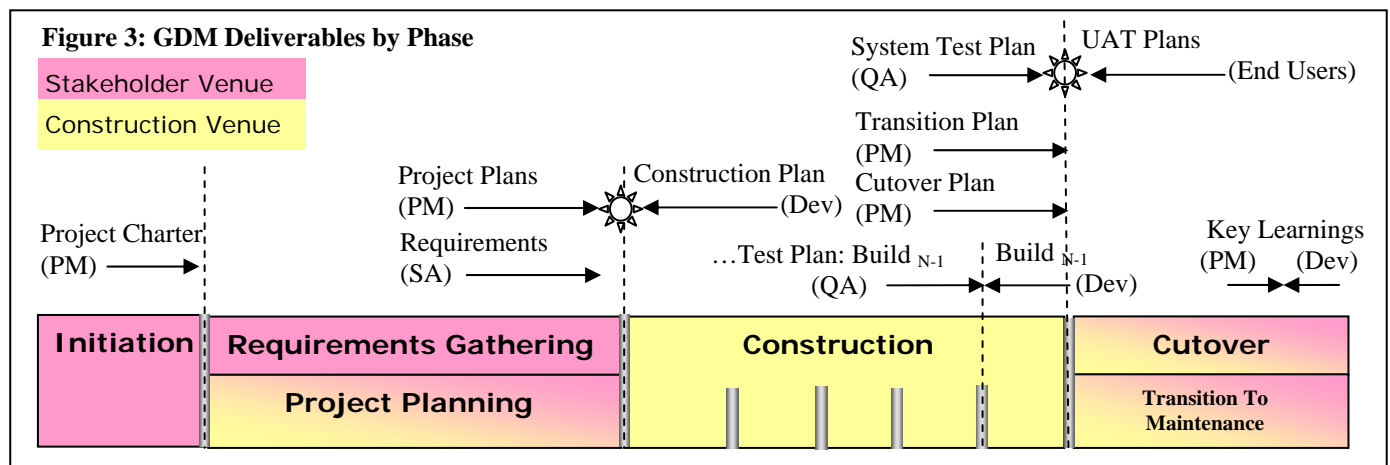 Figure 3: GDM Deliverables by Phase
Stakeholder Venue
Construction Venue
System Test Plan
(QA)
UAT Plans
(End Users)
Transition Plan
(PM)
Cutover Plan
(PM)
Project Plans
(PM)
Construction Plan
(Dev)
Requirements
(SA)
Project Charter
(PM)
…Test Plan: Build N-1
(QA)
Build N-1
(Dev)
Key Learnings
(PM) (Dev)
Initiation
Requirements Gathering
Project Planning
Construction
Cutover
Transition To
Maintenance